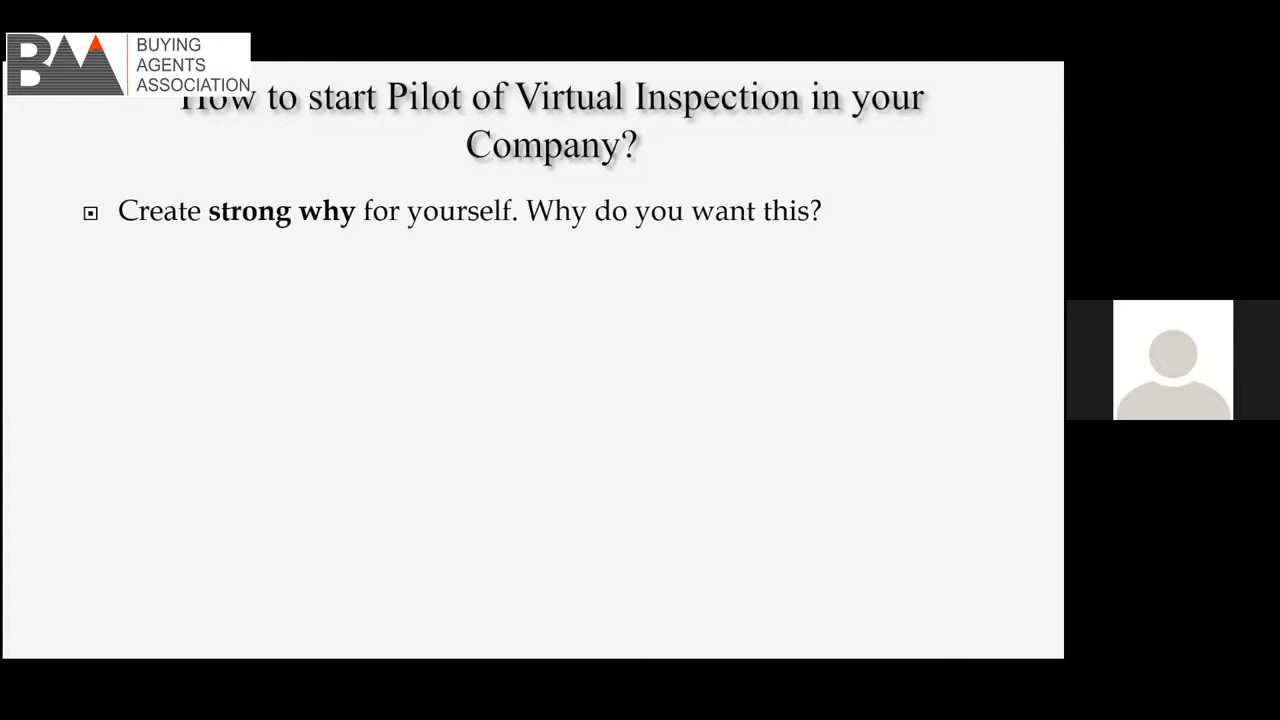 BAA
BUYING
AGENTS
ASSOCIATION
How to start Pilot of Virtual Inspection in your
Company?
Create strong why for yourself. Why do you want this?